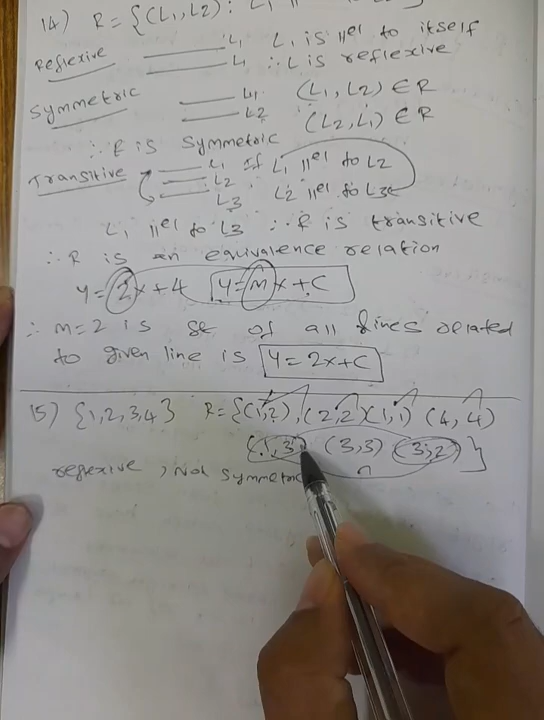 14) R = {(L1, L2) : L1 ||
Reflexive L1 L1 is ||el to itself
L1 ∴ L is reflexive
Symmetric L1 (L1, L2) ∈ R
L2 (L2, L1) ∈ R
∴ R is symmetric
Transitive L1 if L1 ||el to L2
L2
L3 L2 ||el to L3
L1 ||el to L3 ∴ R is transitive
∴ R is an equivalence relation
y = 2x + 4 y = mx + c
∴ m = 2 is se of all lines related
to given line is y = 2x + c
15) {1,2,3,4} R = {(1,2), (2,2) (1,1) (4,4)
(1,3) (3,3) (3,2)}
reflexive, Not symmetric